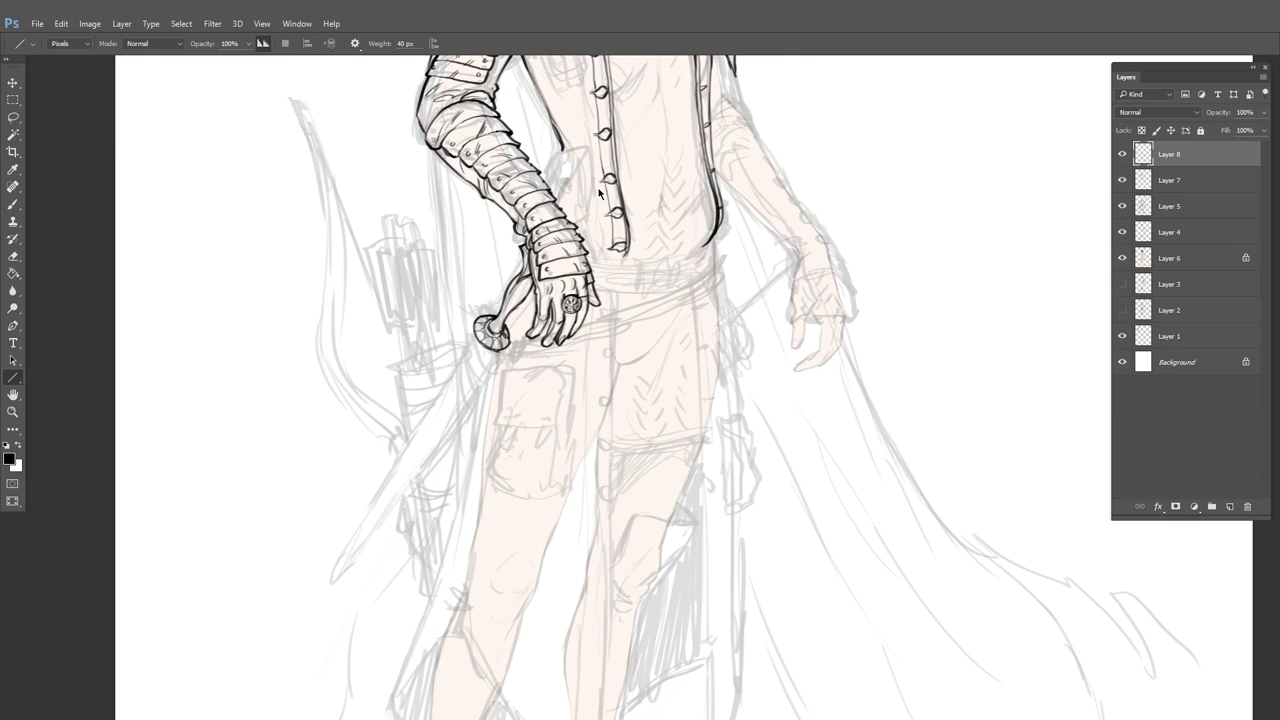 Ps File Edit Image Layer Type Select Filter 3D View Window Help
Pixels Mode: Normal Opacity: 100% Weight: 40 px
Layers
Kind
Normal Opacity: 100%
Lock: Fill: 100%
Layer 8
Layer 7
Layer 5
Layer 4
Layer 6
Layer 3
Layer 2
Layer 1
Background
fx